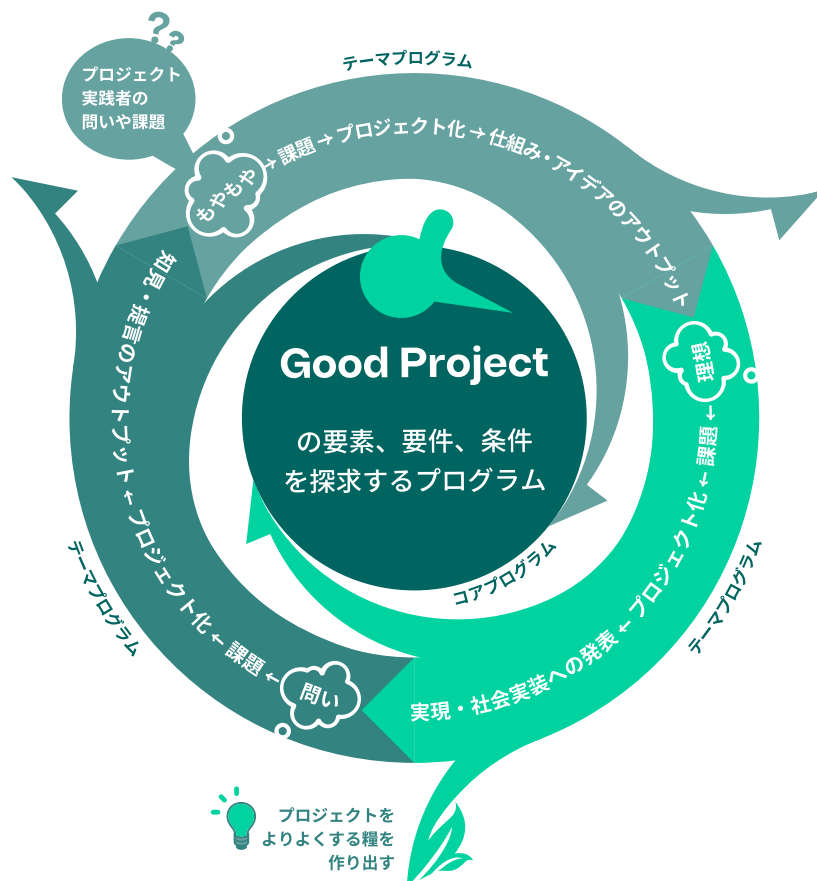 ??
プロジェクト
実践者の
問いや課題
テーマプログラム
もやもや→課題→プロジェクト化→仕組み・アイデアのアウトプット
理想→課題→プロジェクト化→実現・社会実装への発表
テーマプログラム
問い→課題→プロジェクト化→知見・提言のアウトプット
テーマプログラム
Good Project
の要素、要件、条件
を探求するプログラム
コアプログラム
プロジェクトを
よりよくする糧を
作り出す